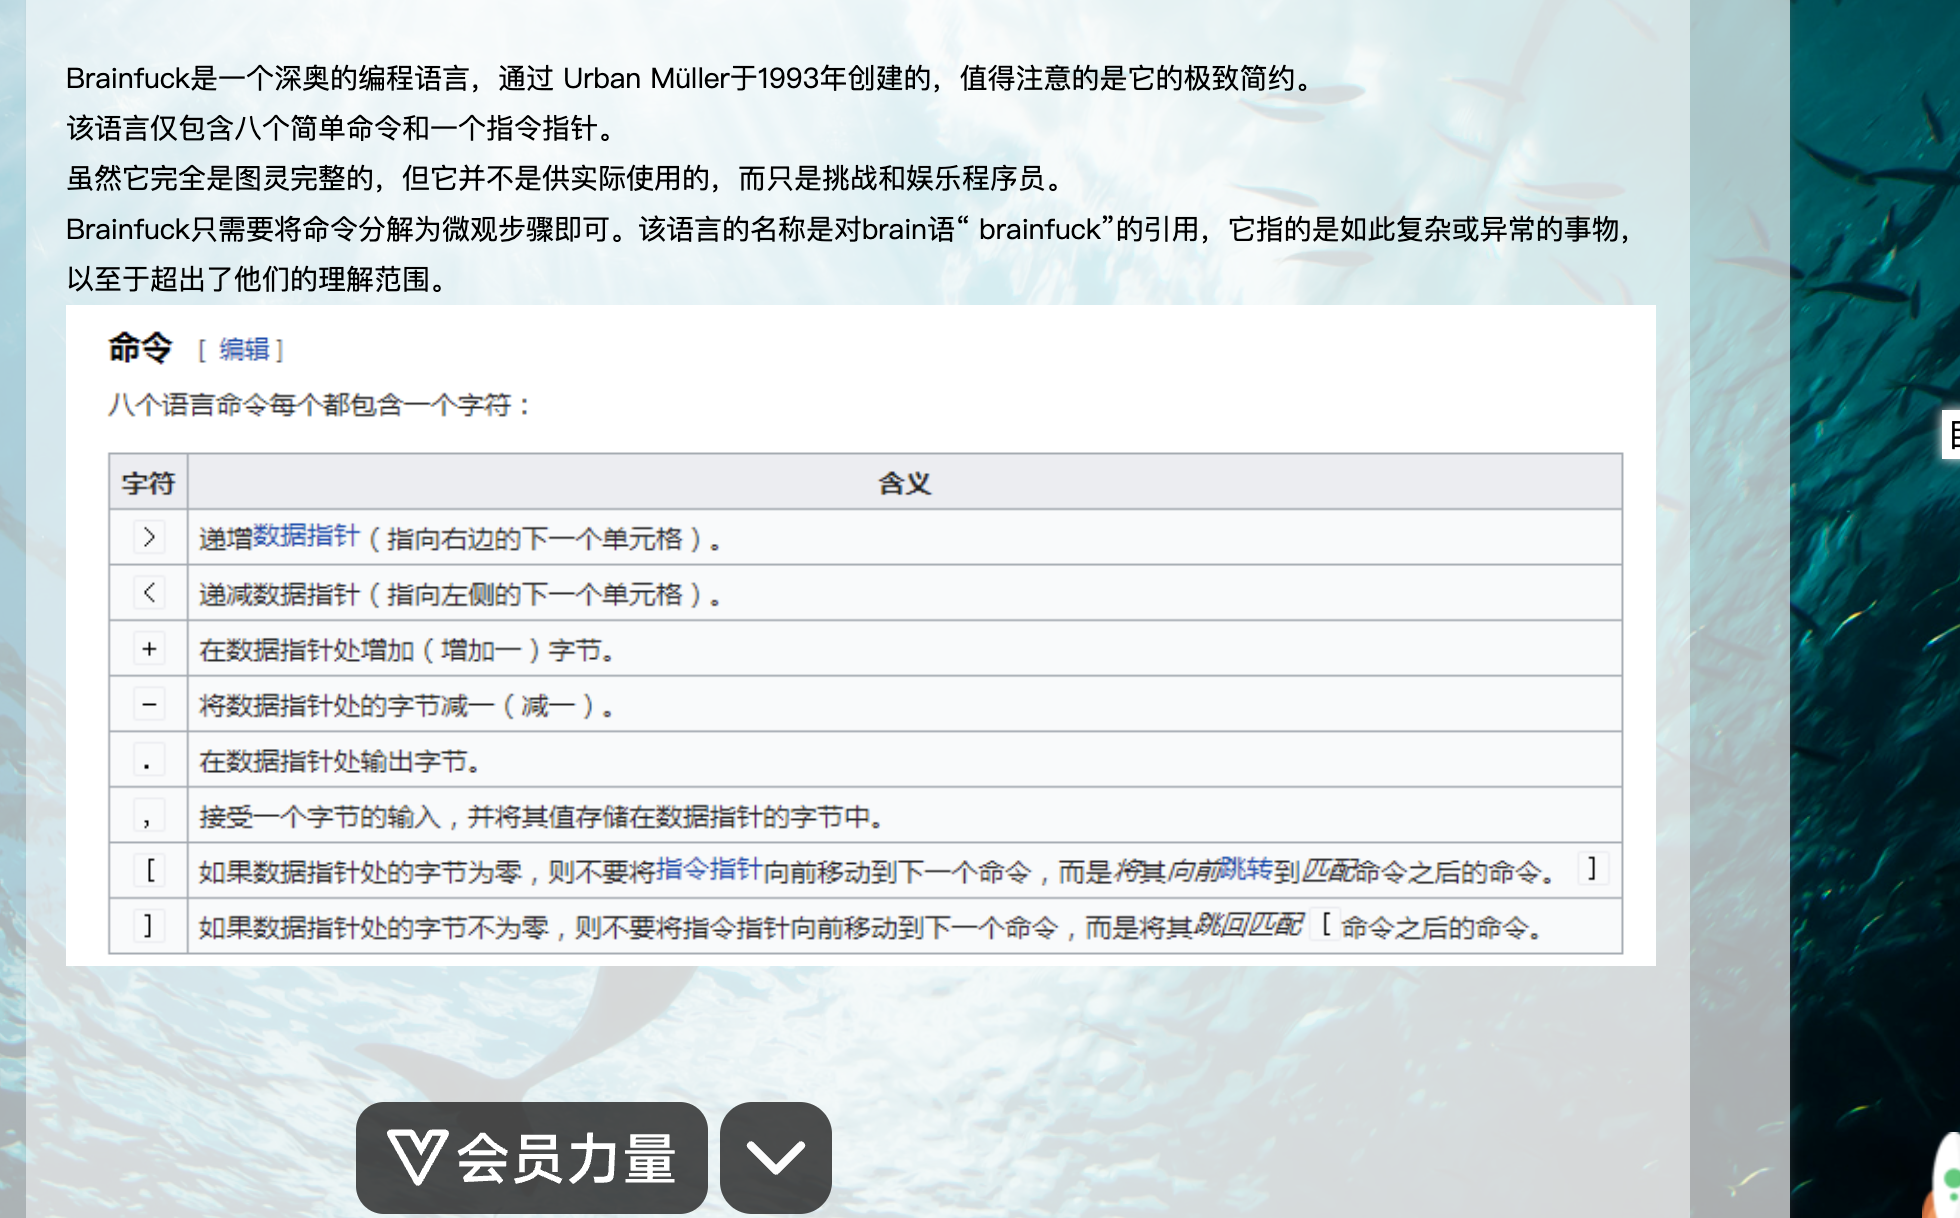 Brainfuck是一个深奥的编程语言，通过 Urban Müller于1993年创建的，值得注意的是它的极致简约。
该语言仅包含八个简单命令和一个指令指针。
虽然它完全是图灵完整的，但它并不是供实际使用的，而只是挑战和娱乐程序员。
Brainfuck只需要将命令分解为微观步骤即可。该语言的名称是对brain语“ brainfuck”的引用，它指的是如此复杂或异常的事物，
以至于超出了他们的理解范围。
命令 [ 编辑 ]
八个语言命令每个都包含一个字符：
字符 含义
> 递增数据指针（指向右边的下一个单元格）。
< 递减数据指针（指向左侧的下一个单元格）。
+ 在数据指针处增加（增加一）字节。
− 将数据指针处的字节减一（减一）。
. 在数据指针处输出字节。
, 接受一个字节的输入，并将其值存储在数据指针的字节中。
[ 如果数据指针处的字节为零，则不要将指令指针向前移动到下一个命令，而是将其向前跳转到匹配命令之后的命令。 ]
] 如果数据指针处的字节不为零，则不要将指令指针向前移动到下一个命令，而是将其跳回匹配 [ 命令之后的命令。
会员力量